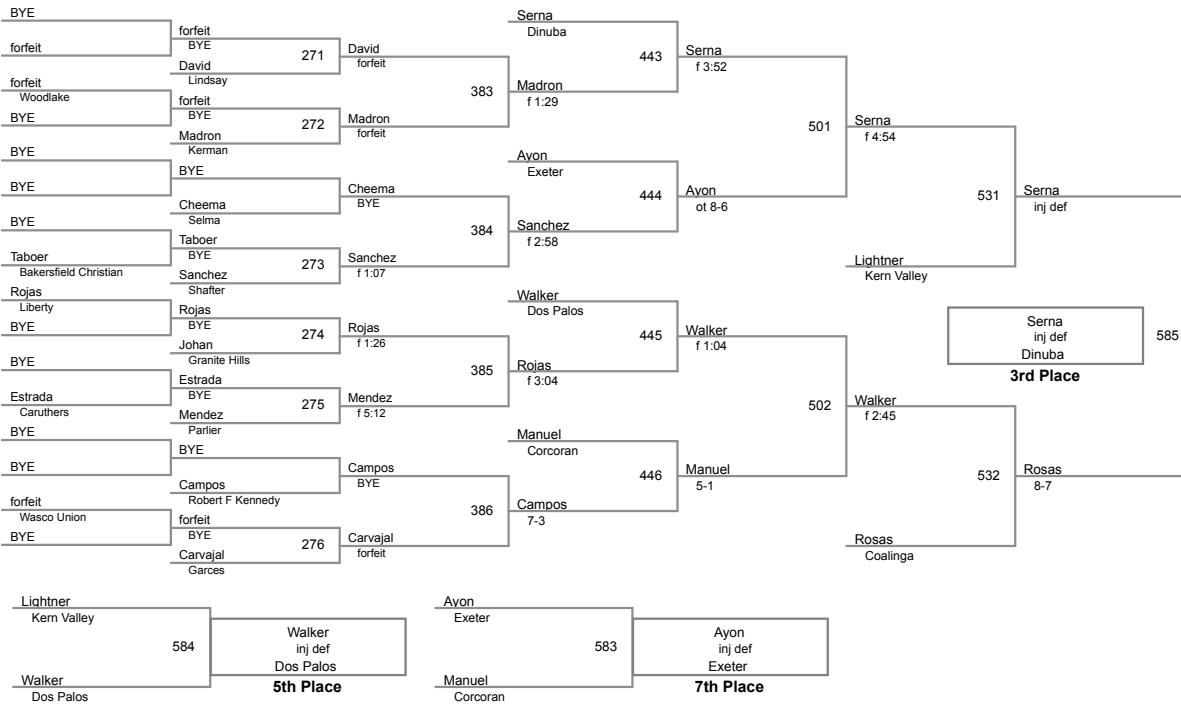 BYE
forfeit
forfeit
Woodlake
BYE
BYE
BYE
BYE
Taboer
Bakersfield Christian
Rojas
Liberty
BYE
BYE
Estrada
Caruthers
BYE
BYE
forfeit
Wasco Union
BYE
forfeit
BYE
271
David
Lindsay
forfeit
BYE
272
Madron
Kerman
BYE
Cheema
Selma
Taboer
BYE
273
Sanchez
Shafter
Rojas
BYE
274
Johan
Granite Hills
Estrada
BYE
275
Mendez
Parlier
BYE
Campos
Robert F Kennedy
forfeit
BYE
276
Carvajal
Garces
David
forfeit
383
Madron
forfeit
Cheema
BYE
384
Sanchez
f 1:07
Rojas
f 1:26
385
Mendez
f 5:12
Campos
BYE
386
Carvajal
forfeit
Serna
Dinuba
443
Madron
f 1:29
Ayon
Exeter
444
Sanchez
f 2:58
Walker
Dos Palos
445
Rojas
f 3:04
Manuel
Corcoran
446
Campos
7-3
Serna
f 3:52
501
Ayon
ot 8-6
Walker
f 1:04
502
Manuel
5-1
Serna
f 4:54
531
Lightner
Kern Valley
Walker
f 2:45
532
Rosas
Coalinga
Serna
inj def
Rosas
8-7
Serna
inj def
Dinuba
585
3rd Place
Lightner
Kern Valley
584
Walker
Dos Palos
Walker
inj def
Dos Palos
5th Place
Ayon
Exeter
583
Manuel
Corcoran
Ayon
inj def
Exeter
7th Place